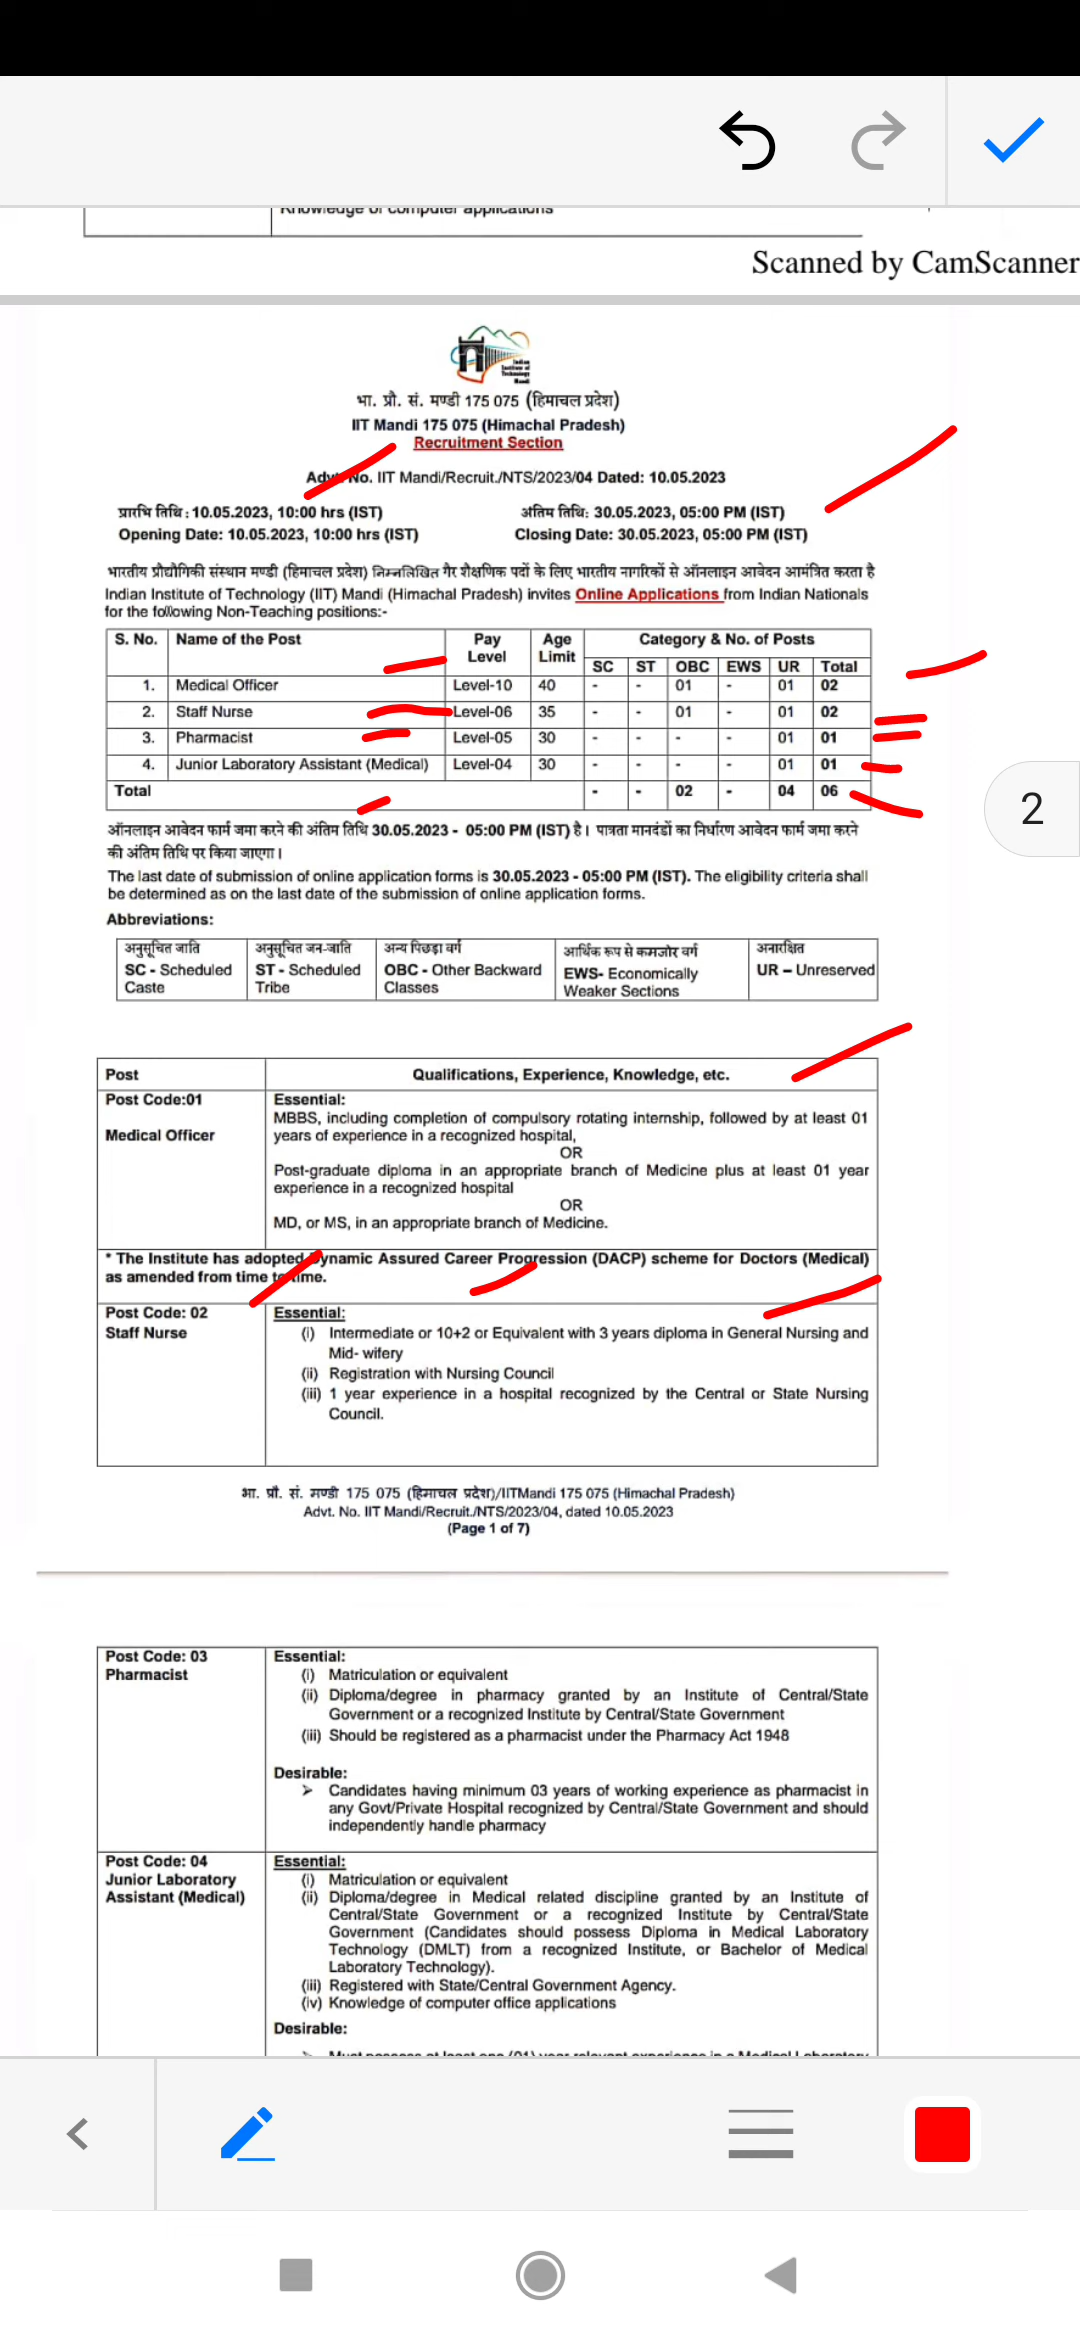 Knowledge of computer applications
Scanned by CamScanner
Indian
Institute of
Technology
Mandi
भा. प्रौ. सं. मण्डी 175 075 (हिमाचल प्रदेश)
IIT Mandi 175 075 (Himachal Pradesh)
Recruitment Section
Advt. No. IIT Mandi/Recruit./NTS/2023/04 Dated: 10.05.2023
प्रारंभि तिथि : 10.05.2023, 10:00 hrs (IST) अंतिम तिथि: 30.05.2023, 05:00 PM (IST)
Opening Date: 10.05.2023, 10:00 hrs (IST) Closing Date: 30.05.2023, 05:00 PM (IST)
भारतीय प्रौद्योगिकी संस्थान मण्डी (हिमाचल प्रदेश) निम्नलिखित गैर शैक्षणिक पदों के लिए भारतीय नागरिकों से ऑनलाइन आवेदन आमंत्रित करता है
Indian Institute of Technology (IIT) Mandi (Himachal Pradesh) invites Online Applications from Indian Nationals
for the following Non-Teaching positions:-
S. No. Name of the Post Pay Level Age Limit Category & No. of Posts
SC ST OBC EWS UR Total
1. Medical Officer Level-10 40 - - 01 - 01 02
2. Staff Nurse Level-06 35 - - 01 - 01 02
3. Pharmacist Level-05 30 - - - - 01 01
4. Junior Laboratory Assistant (Medical) Level-04 30 - - - - 01 01
Total - - 02 - 04 06
2
ऑनलाइन आवेदन फार्म जमा करने की अंतिम तिथि 30.05.2023 - 05:00 PM (IST) है। पात्रता मानदंडों का निर्धारण आवेदन फार्म जमा करने
की अंतिम तिथि पर किया जाएगा।
The last date of submission of online application forms is 30.05.2023 - 05:00 PM (IST). The eligibility criteria shall
be determined as on the last date of the submission of online application forms.
Abbreviations:
अनुसूचित जाति अनुसूचित जन-जाति अन्य पिछड़ा वर्ग आर्थिक रूप से कमजोर वर्ग अनारक्षित
SC - Scheduled Caste ST - Scheduled Tribe OBC - Other Backward Classes EWS- Economically Weaker Sections UR – Unreserved
Post Qualifications, Experience, Knowledge, etc.
Post Code:01
Medical Officer
Essential:
MBBS, including completion of compulsory rotating internship, followed by at least 01
years of experience in a recognized hospital,
OR
Post-graduate diploma in an appropriate branch of Medicine plus at least 01 year
experience in a recognized hospital
OR
MD, or MS, in an appropriate branch of Medicine.
* The Institute has adopted Dynamic Assured Career Progression (DACP) scheme for Doctors (Medical)
as amended from time to time.
Post Code: 02
Staff Nurse
Essential:
(i) Intermediate or 10+2 or Equivalent with 3 years diploma in General Nursing and
Mid- wifery
(ii) Registration with Nursing Council
(iii) 1 year experience in a hospital recognized by the Central or State Nursing
Council.
भा. प्रौ. सं. मण्डी 175 075 (हिमाचल प्रदेश)/IITMandi 175 075 (Himachal Pradesh)
Advt. No. IIT Mandi/Recruit./NTS/2023/04, dated 10.05.2023
(Page 1 of 7)
Post Code: 03
Pharmacist
Essential:
(i) Matriculation or equivalent
(ii) Diploma/degree in pharmacy granted by an Institute of Central/State
Government or a recognized Institute by Central/State Government
(iii) Should be registered as a pharmacist under the Pharmacy Act 1948
Desirable:
➢ Candidates having minimum 03 years of working experience as pharmacist in
any Govt/Private Hospital recognized by Central/State Government and should
independently handle pharmacy
Post Code: 04
Junior Laboratory
Assistant (Medical)
Essential:
(i) Matriculation or equivalent
(ii) Diploma/degree in Medical related discipline granted by an Institute of
Central/State Government or a recognized Institute by Central/State
Government (Candidates should possess Diploma in Medical Laboratory
Technology (DMLT) from a recognized Institute, or Bachelor of Medical
Laboratory Technology).
(iii) Registered with State/Central Government Agency.
(iv) Knowledge of computer office applications
Desirable:
➢ Must possess at least one (01) year relevant experience in a Medical Laboratory